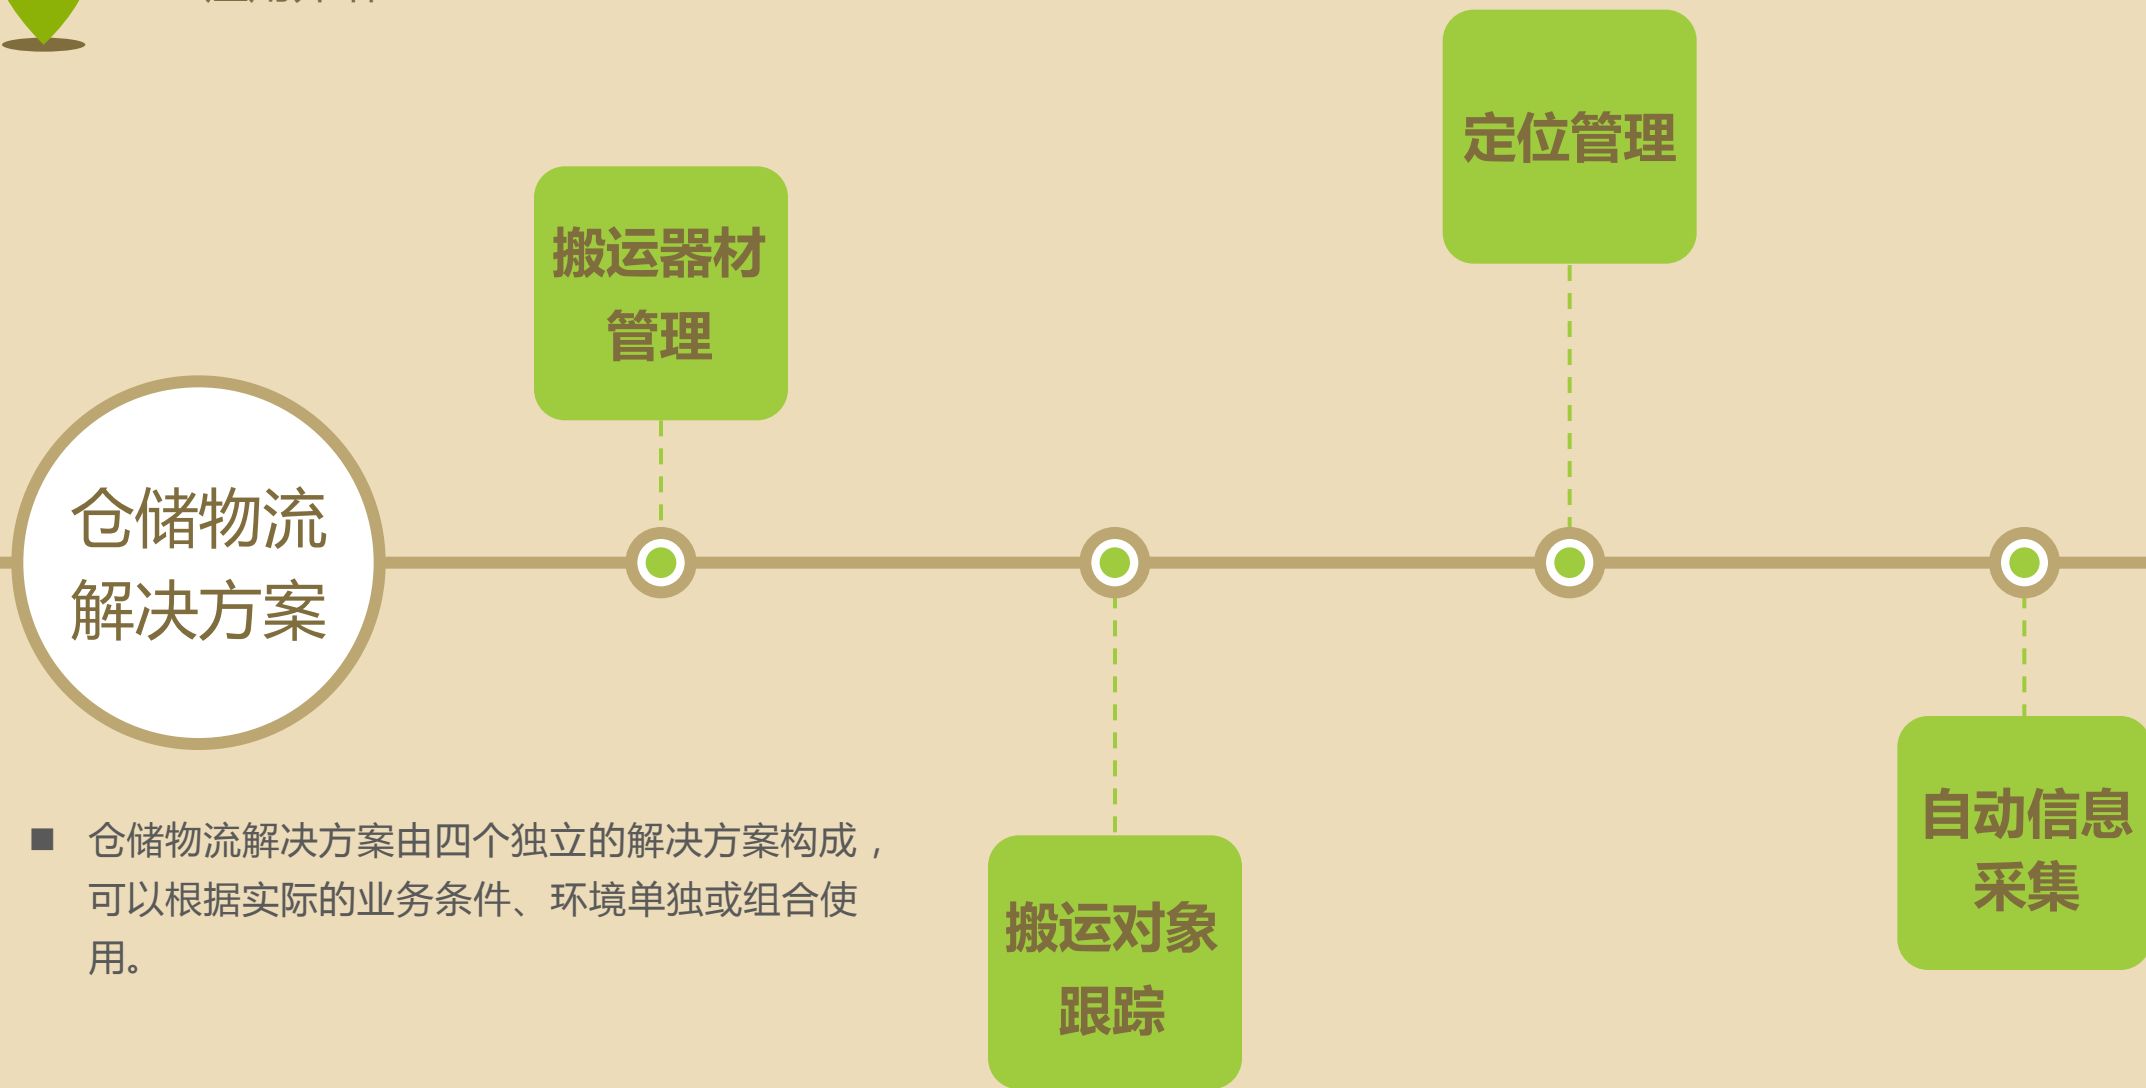 定位管理
搬运器材
管理
仓储物流
解决方案
自动信息
采集
仓储物流解决方案由四个独立的解决方案构成，
可以根据实际的业务条件、环境单独或组合使
用。
搬运对象
跟踪